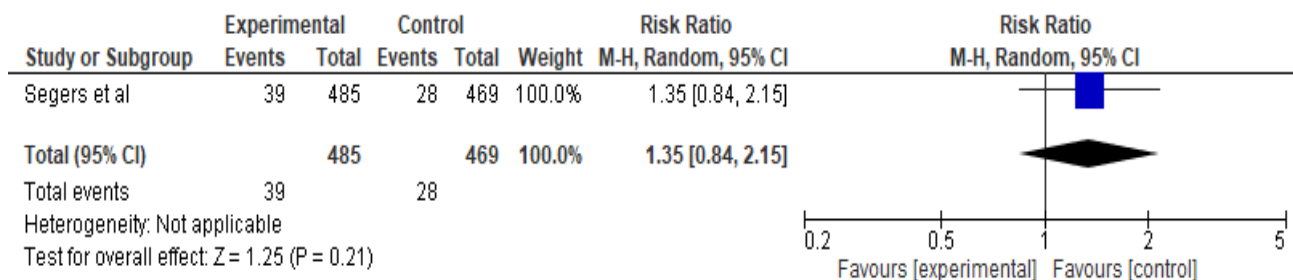 Experimental Control Risk Ratio Risk Ratio
Study or Subgroup Events Total Events Total Weight M-H, Random, 95% CI M-H, Random, 95% CI
Segers et al 39 485 28 469 100.0% 1.35 [0.84, 2.15]
Total (95% CI) 485 469 100.0% 1.35 [0.84, 2.15]
Total events 39 28
Heterogeneity: Not applicable
Test for overall effect: Z = 1.25 (P = 0.21)
0.2 0.5 1 2 5
Favours [experimental] Favours [control]